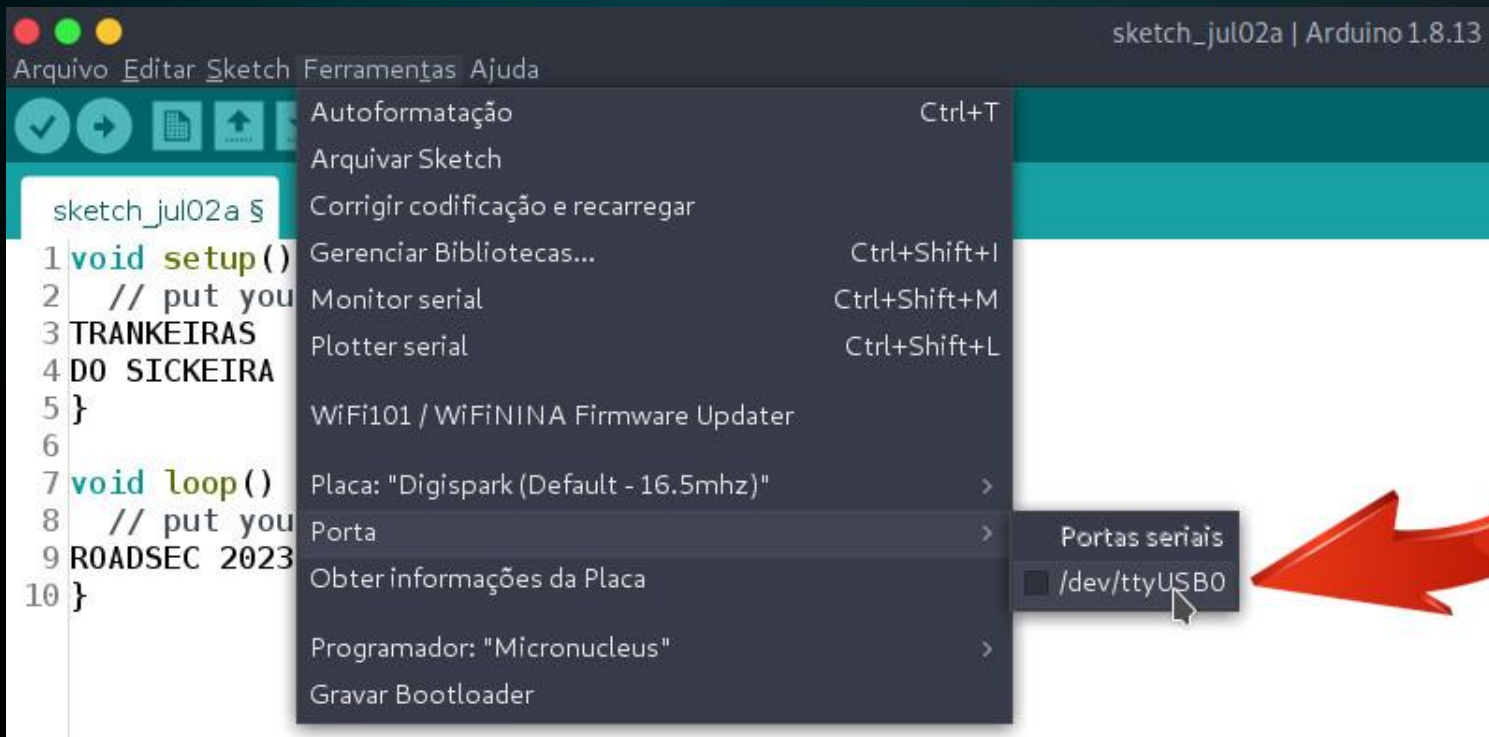 sketch_jul02a | Arduino 1.8.13
Arquivo Editar Sketch Ferramentas Ajuda
Autoformatação Ctrl+T
Arquivar Sketch
sketch_jul02a §
Corrigir codificação e recarregar
1 void setup()
Gerenciar Bibliotecas... Ctrl+Shift+I
2 // put you
Monitor serial Ctrl+Shift+M
3 TRANKEIRAS
Plotter serial Ctrl+Shift+L
4 DO SICKEIRA
5 }
WiFi101 / WiFiNINA Firmware Updater
6
7 void loop()
Placa: "Digispark (Default - 16.5mhz)" >
8 // put you
Porta >
Portas seriais
9 ROADSEC 2023
Obter informações da Placa
/dev/ttyUSB0
10 }
Programador: "Micronucleus" >
Gravar Bootloader